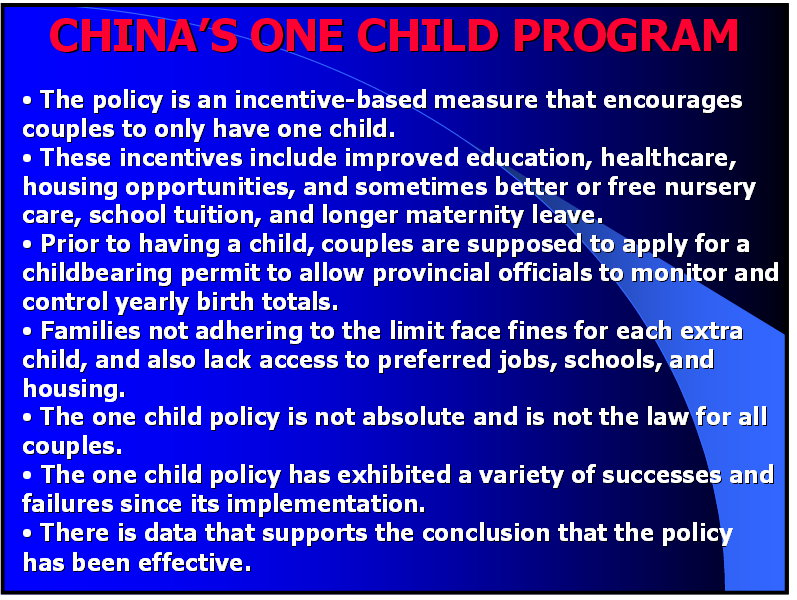 CHINA'S ONE CHILD PROGRAM
• The policy is an incentive-based measure that encourages
couples to only have one child.
• These incentives include improved education, healthcare,
housing opportunities, and sometimes better or free nursery
care, school tuition, and longer maternity leave.
• Prior to having a child, couples are supposed to apply for a
childbearing permit to allow provincial officials to monitor and
control yearly birth totals.
• Families not adhering to the limit face fines for each extra
child, and also lack access to preferred jobs, schools, and
housing.
• The one child policy is not absolute and is not the law for all
couples.
• The one child policy has exhibited a variety of successes and
failures since its implementation.
• There is data that supports the conclusion that the policy
has been effective.